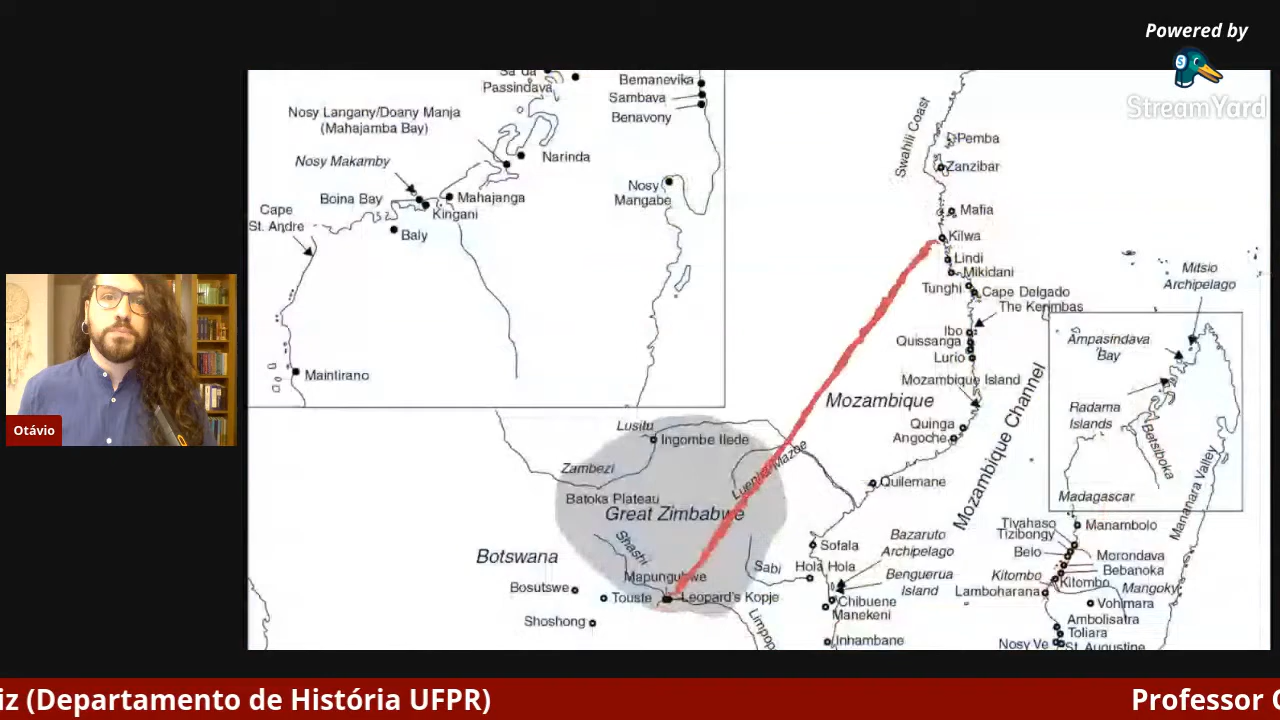 Powered by
StreamYard
Passindava
Nosy Langany/Doany Manja
(Mahajamba Bay)
Nosy Makamby
Narinda
Boina Bay
Mahajanga
Kingani
Cape
St. Andre
Baly
Maintirano
Bemanevika
Sambava
Benavony
Nosy
Mangabe
Swahili Coast
Pemba
Zanzibar
Mafia
Kilwa
Lindi
Mikidani
Tunghi
Cape Delgado
The Kerimbas
Ibo
Quissanga
Lurio
Mozambique Island
Mozambique
Quinga
Angoche
Quilemane
Mozambique Channel
Mitsio
Archipelago
Ampasindava
Bay
Radama
Islands
Betsiboka
Madagascar
Mananara Valley
Lusitu
Ingombe Ilede
Zambezi
Mazoe
Batoka Plateau
Great Zimbabwe
Shashi
Botswana
Mapungubwe
Bosutswe
Touste
Leopard's Kopje
Shoshong
Sabi
Sofala
Hola Hola
Bazaruto
Archipelago
Benguerua
Island
Chibuene
Manekeni
Inhambane
Tivahaso
Manambolo
Tizibongy
Belo
Morondava
Bebanoka
Kitombo
Kitombo
Mangoky
Lamboharana
Vohimara
Ambolisatra
Toliara
Nosy Ve
St. Augustine
Otávio
iz (Departamento de História UFPR)
Professor